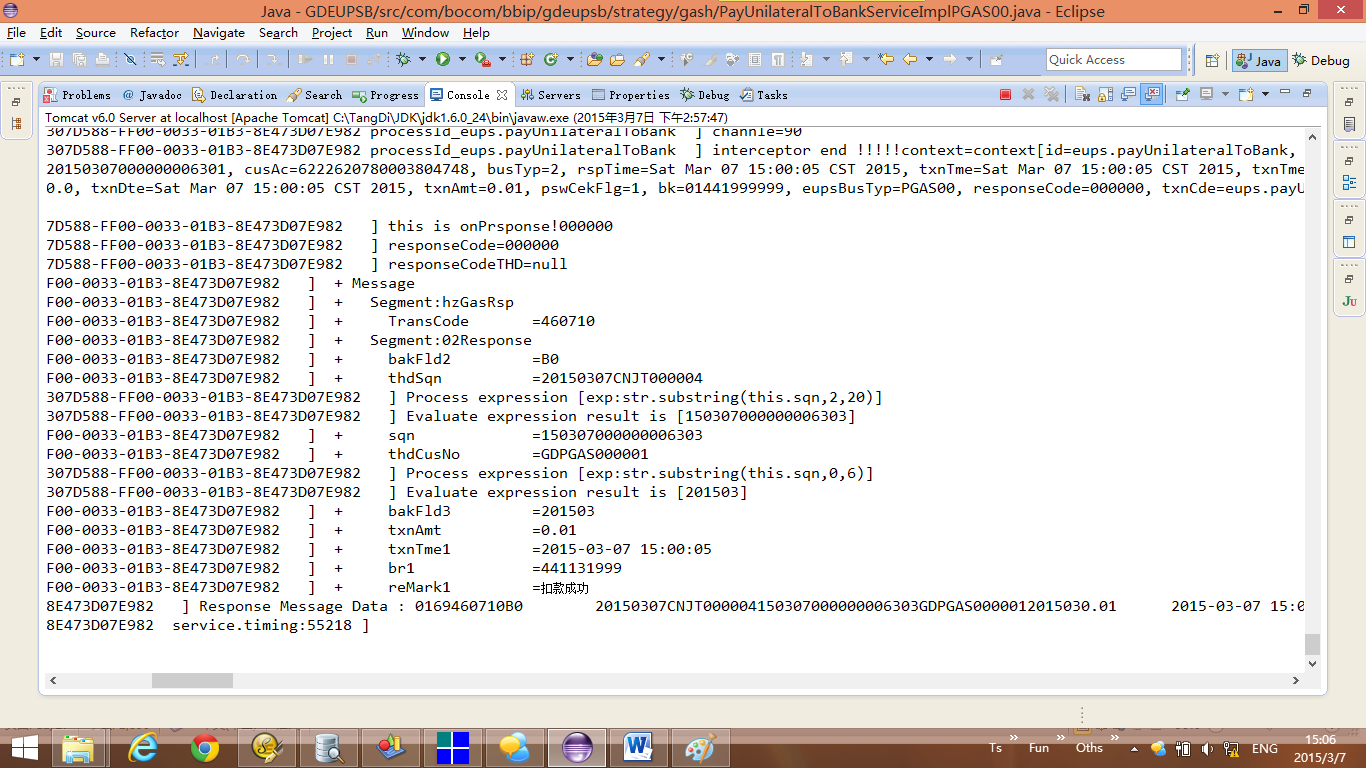 Java - GDEUPSB/src/com/bocom/bbip/gdeupsb/strategy/gash/PayUnilateralToBankServiceImplPGAS00.java - Eclipse
File Edit Source Refactor Navigate Search Project Run Window Help
Quick Access Java Debug
Problems @ Javadoc Declaration Search Progress Console Servers Properties Debug Tasks
Tomcat v6.0 Server at localhost [Apache Tomcat] C:\TangDi\JDK\jdk1.6.0_24\bin\javaw.exe (2015年3月7日 下午2:57:47)
307D588-FF00-0033-01B3-8E473D07E982 processId_eups.payUnilateralToBank ] channle=90
307D588-FF00-0033-01B3-8E473D07E982 processId_eups.payUnilateralToBank ] interceptor end !!!!!context=context[id=eups.payUnilateralToBank,
20150307000000006301, cusAc=6222620780003804748, busTyp=2, rspTime=Sat Mar 07 15:00:05 CST 2015, txnTme=Sat Mar 07 15:00:05 CST 2015, txnTme
0.0, txnDte=Sat Mar 07 15:00:05 CST 2015, txnAmt=0.01, pswCekFlg=1, bk=01441999999, eupsBusTyp=PGAS00, responseCode=000000, txnCde=eups.payU
7D588-FF00-0033-01B3-8E473D07E982 ] this is onPrsponse!000000
7D588-FF00-0033-01B3-8E473D07E982 ] responseCode=000000
7D588-FF00-0033-01B3-8E473D07E982 ] responseCodeTHD=null
F00-0033-01B3-8E473D07E982 ] + Message
F00-0033-01B3-8E473D07E982 ] + Segment:hzGasRsp
F00-0033-01B3-8E473D07E982 ] + TransCode =460710
F00-0033-01B3-8E473D07E982 ] + Segment:02Response
F00-0033-01B3-8E473D07E982 ] + bakFld2 =B0
F00-0033-01B3-8E473D07E982 ] + thdSqn =20150307CNJT000004
307D588-FF00-0033-01B3-8E473D07E982 ] Process expression [exp:str.substring(this.sqn,2,20)]
307D588-FF00-0033-01B3-8E473D07E982 ] Evaluate expression result is [150307000000006303]
F00-0033-01B3-8E473D07E982 ] + sqn =150307000000006303
F00-0033-01B3-8E473D07E982 ] + thdCusNo =GDPGAS000001
307D588-FF00-0033-01B3-8E473D07E982 ] Process expression [exp:str.substring(this.sqn,0,6)]
307D588-FF00-0033-01B3-8E473D07E982 ] Evaluate expression result is [201503]
F00-0033-01B3-8E473D07E982 ] + bakFld3 =201503
F00-0033-01B3-8E473D07E982 ] + txnAmt =0.01
F00-0033-01B3-8E473D07E982 ] + txnTme1 =2015-03-07 15:00:05
F00-0033-01B3-8E473D07E982 ] + br1 =441131999
F00-0033-01B3-8E473D07E982 ] + reMark1 =扣款成功
8E473D07E982 ] Response Message Data : 0169460710B0 20150307CNJT000004150307000000006303GDPGAS0000012015030.01 2015-03-07 15:0
8E473D07E982 service.timing:55218 ]
Ts Fun Oths ENG 15:06
2015/3/7